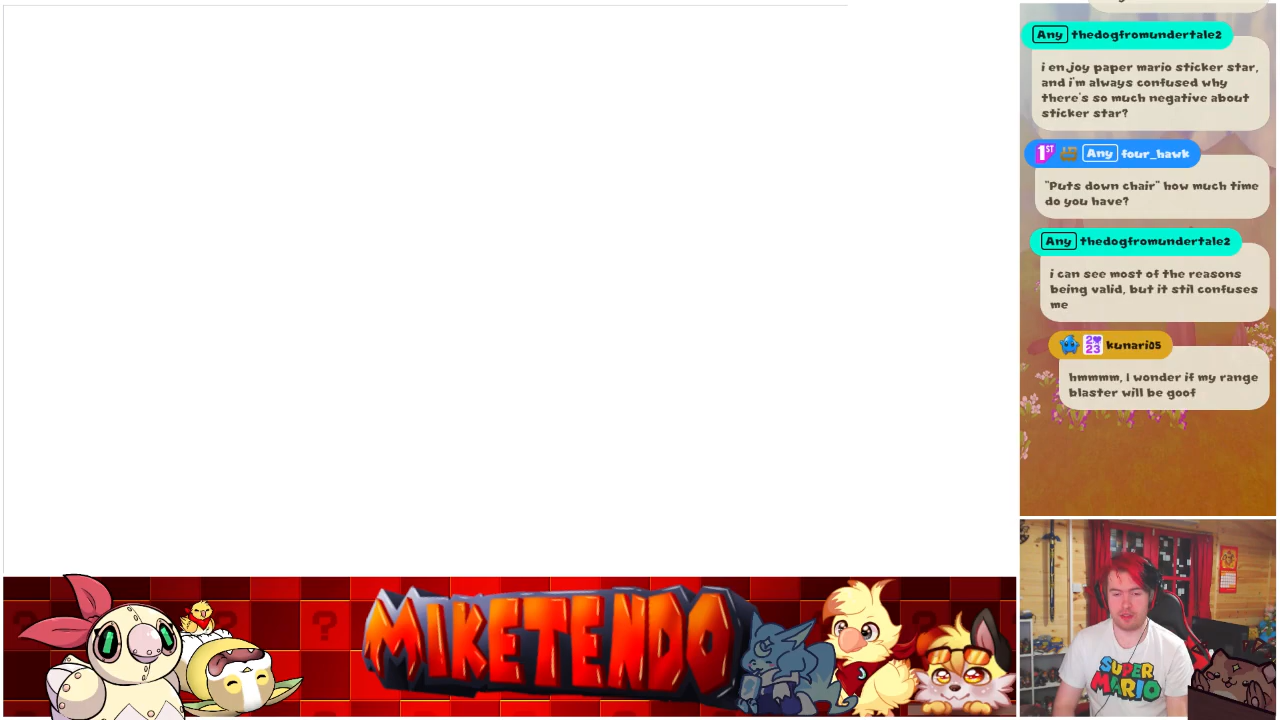 Any thedogfromundertale2
i enjoy paper mario sticker star,
and i'm always confused why
there's so much negative about
sticker star?
1ST Any four_hawk
"Puts down chair" how much time
do you have?
Any thedogfromundertale2
i can see most of the reasons
being valid, but it stil confuses
me
2023 kunari05
hmmmm, I wonder if my range
blaster will be goof
MIKETENDO
SUPER
MARIO